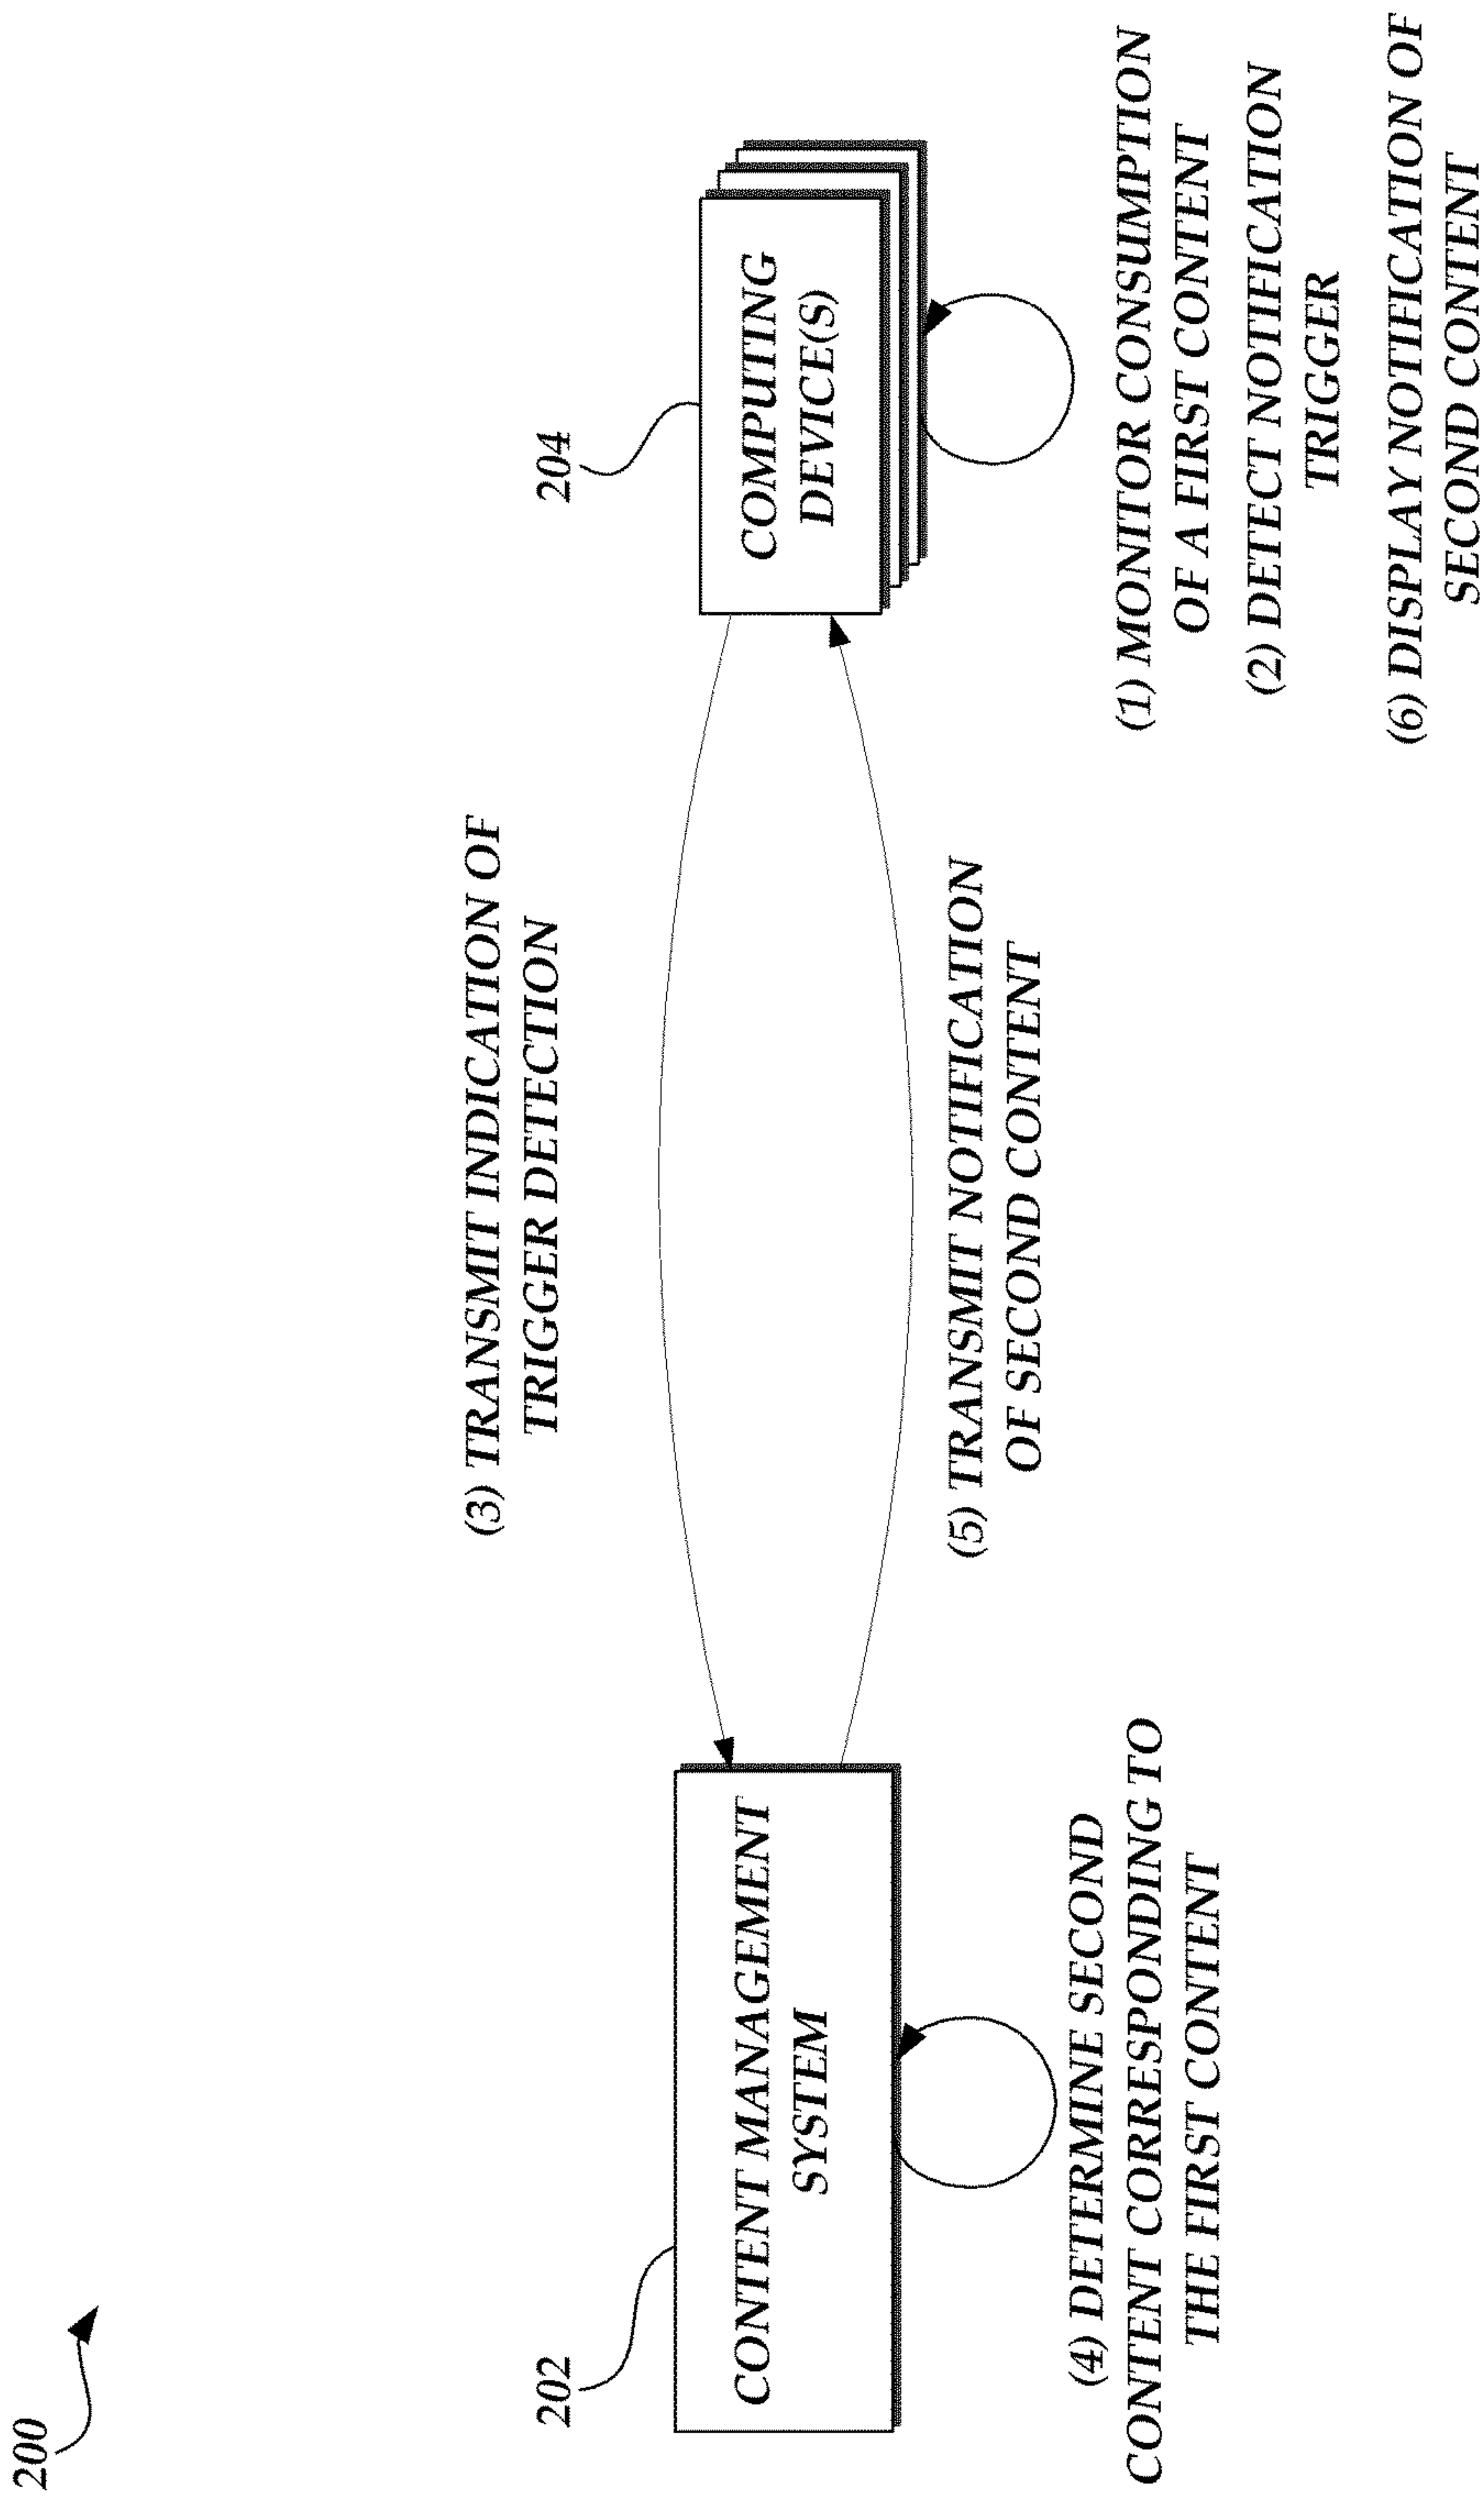 200
202
CONTENT MANAGEMENT
SYSTEM
(4) DETERMINE SECOND
CONTENT CORRESPONDING TO
THE FIRST CONTENT
(3) TRANSMIT INDICATION OF
TRIGGER DETECTION
(5) TRANSMIT NOTIFICATION
OF SECOND CONTENT
204
COMPUTING
DEVICE(S)
(1) MONITOR CONSUMPTION
OF A FIRST CONTENT
(2) DETECT NOTIFICATION
TRIGGER
(6) DISPLAY NOTIFICATION OF
SECOND CONTENT